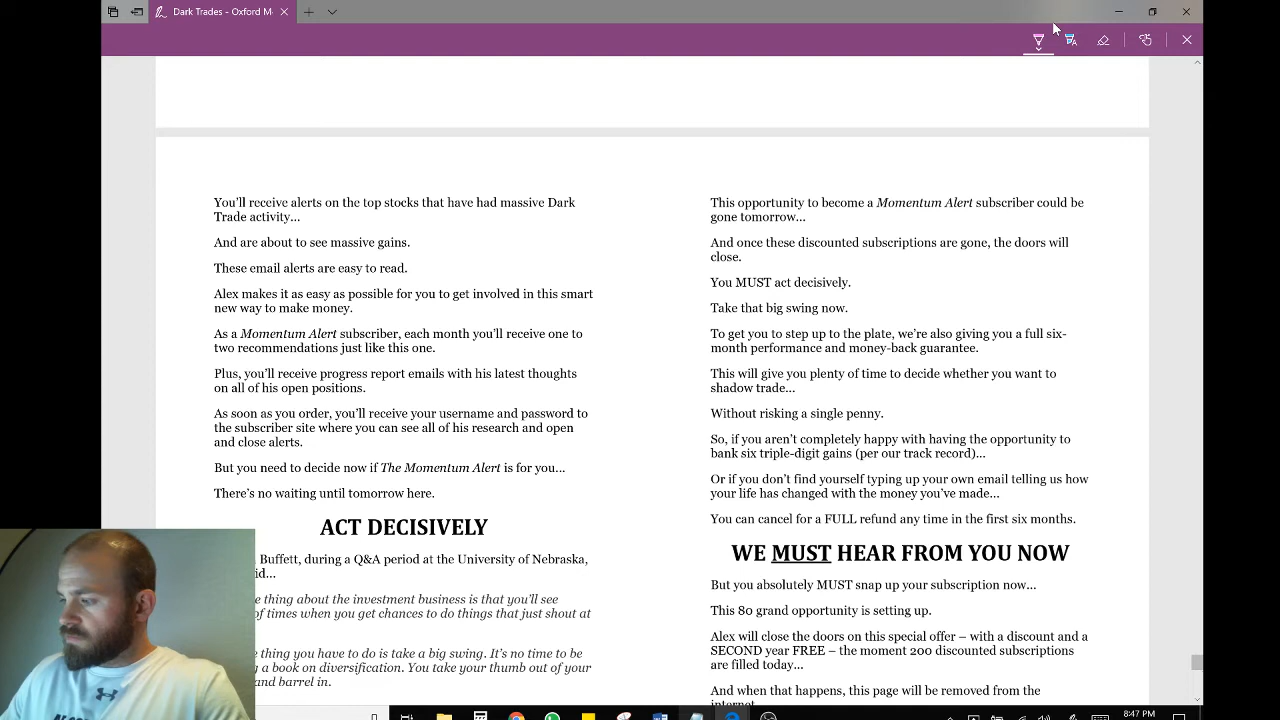 Dark Trades - Oxford M
You'll receive alerts on the top stocks that have had massive Dark
Trade activity...
And are about to see massive gains.
These email alerts are easy to read.
Alex makes it as easy as possible for you to get involved in this smart
new way to make money.
As a Momentum Alert subscriber, each month you'll receive one to
two recommendations just like this one.
Plus, you'll receive progress report emails with his latest thoughts
on all of his open positions.
As soon as you order, you'll receive your username and password to
the subscriber site where you can see all of his research and open
and close alerts.
But you need to decide now if The Momentum Alert is for you...
There's no waiting until tomorrow here.
ACT DECISIVELY
Buffett, during a Q&A period at the University of Nebraska,
thing about the investment business is that you'll see
of times when you get chances to do things that just shout at
thing you have to do is take a big swing. It's no time to be
a book on diversification. You take your thumb out of your
and barrel in.
This opportunity to become a Momentum Alert subscriber could be
gone tomorrow...
And once these discounted subscriptions are gone, the doors will
close.
You MUST act decisively.
Take that big swing now.
To get you to step up to the plate, we're also giving you a full six-
month performance and money-back guarantee.
This will give you plenty of time to decide whether you want to
shadow trade...
Without risking a single penny.
So, if you aren't completely happy with having the opportunity to
bank six triple-digit gains (per our track record)...
Or if you don't find yourself typing up your own email telling us how
your life has changed with the money you've made...
You can cancel for a FULL refund any time in the first six months.
WE MUST HEAR FROM YOU NOW
But you absolutely MUST snap up your subscription now...
This 80 grand opportunity is setting up.
Alex will close the doors on this special offer – with a discount and a
SECOND year FREE – the moment 200 discounted subscriptions
are filled today...
And when that happens, this page will be removed from the
internet
8:47 PM